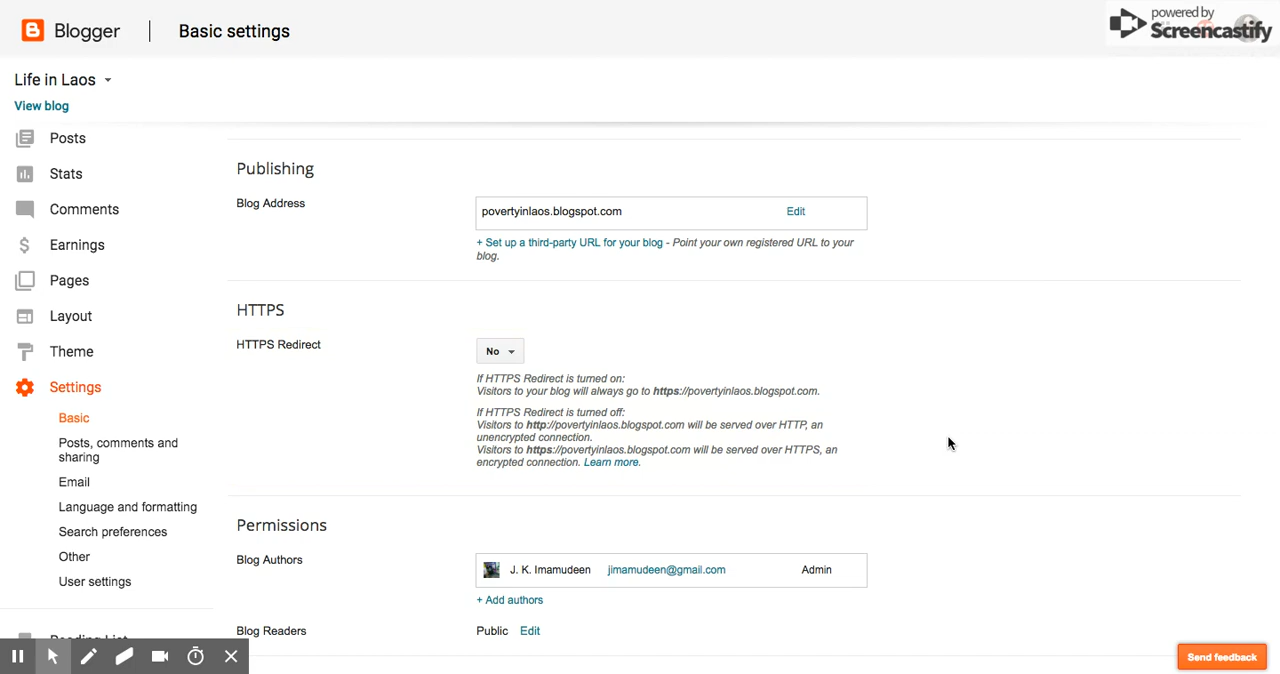 Blogger
Basic settings
powered by
Screencastify
Life in Laos
View blog
Posts
Stats
Comments
Earnings
Pages
Layout
Theme
Settings
Basic
Posts, comments and
sharing
Email
Language and formatting
Search preferences
Other
User settings
Reading List
Publishing
Blog Address
povertyinlaos.blogspot.com
Edit
+ Set up a third-party URL for your blog - Point your own registered URL to your
blog.
HTTPS
HTTPS Redirect
No
If HTTPS Redirect is turned on:
Visitors to your blog will always go to https://povertyinlaos.blogspot.com.
If HTTPS Redirect is turned off:
Visitors to http://povertyinlaos.blogspot.com will be served over HTTP, an
unencrypted connection.
Visitors to https://povertyinlaos.blogspot.com will be served over HTTPS, an
encrypted connection. Learn more.
Permissions
Blog Authors
J. K. Imamudeen
jimamudeen@gmail.com
Admin
+ Add authors
Blog Readers
Public Edit
Send feedback